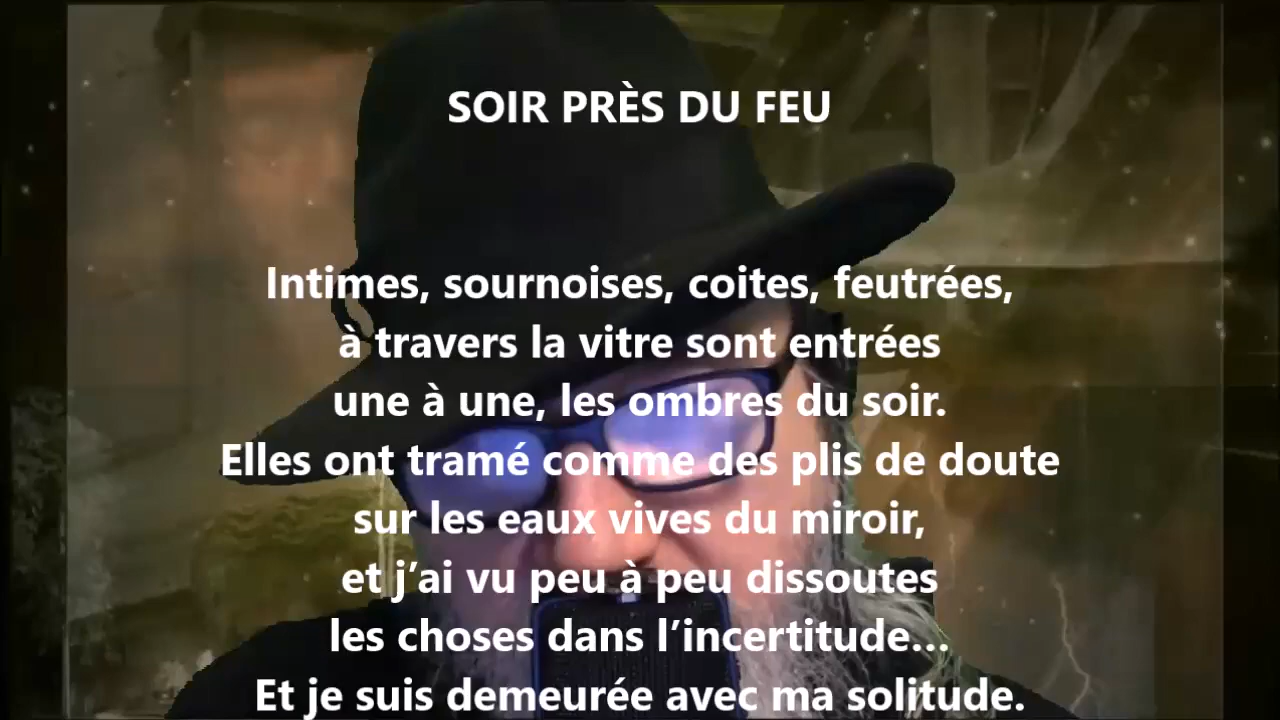 SOIR PRÈS DU FEU
Intimes, sournoises, coites, feutrées,
à travers la vitre sont entrées
une à une, les ombres du soir.
Elles ont tramé comme des plis de doute
sur les eaux vives du miroir,
et j’ai vu peu à peu dissoutes
les choses dans l’incertitude…
Et je suis demeurée avec ma solitude.